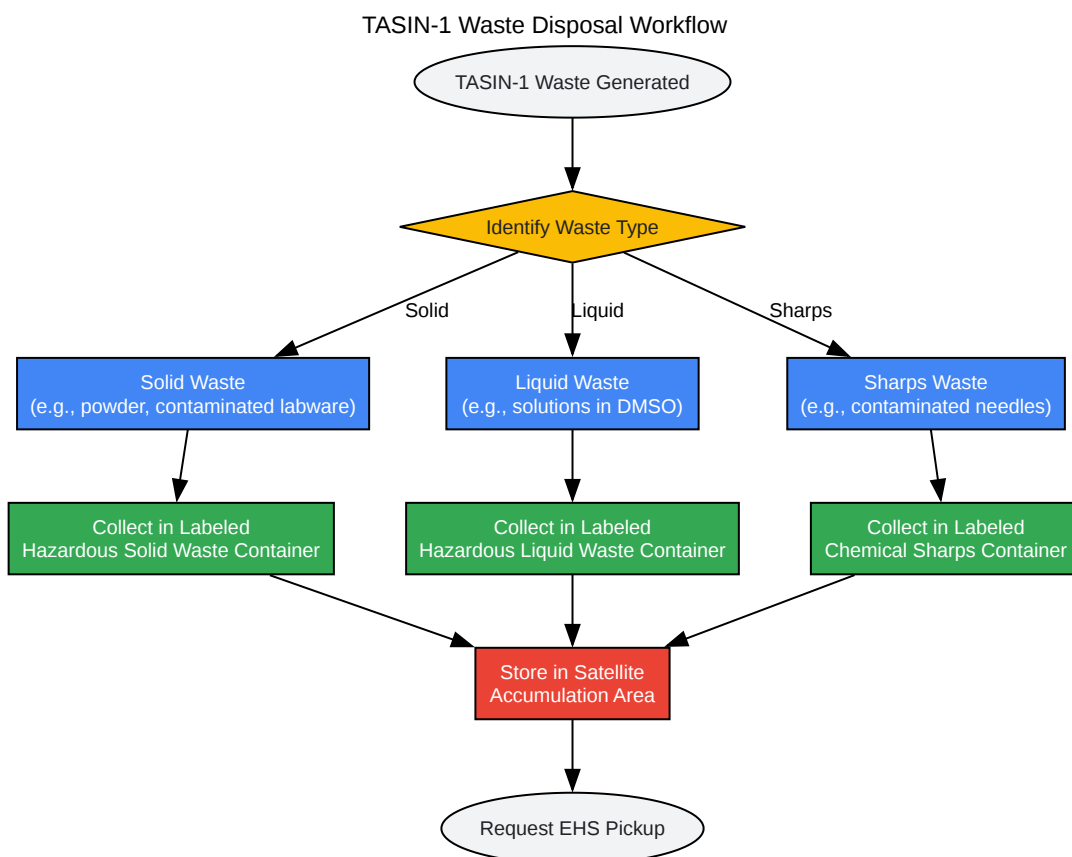 TASIN-1 Waste Disposal Workflow
TASIN-1 Waste Generated
Identify Waste Type
Solid
Liquid
Sharps
Solid Waste
(e.g., powder, contaminated labware)
Liquid Waste
(e.g., solutions in DMSO)
Sharps Waste
(e.g., contaminated needles)
Collect in Labeled
Hazardous Solid Waste Container
Collect in Labeled
Hazardous Liquid Waste Container
Collect in Labeled
Chemical Sharps Container
Store in Satellite
Accumulation Area
Request EHS Pickup